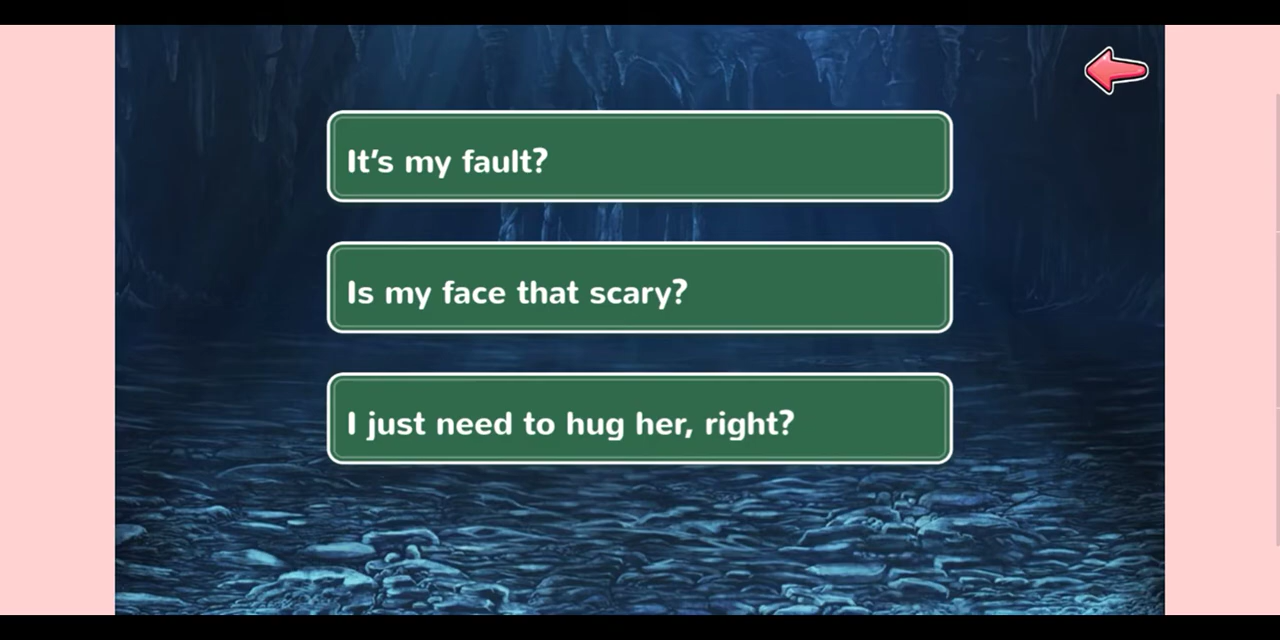 It's my fault?
Is my face that scary?
I just need to hug her, right?